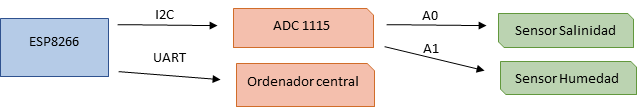 ESP8266
I2C
UART
ADC 1115
Ordenador central
A0
A1
Sensor Salinidad
Sensor Humedad